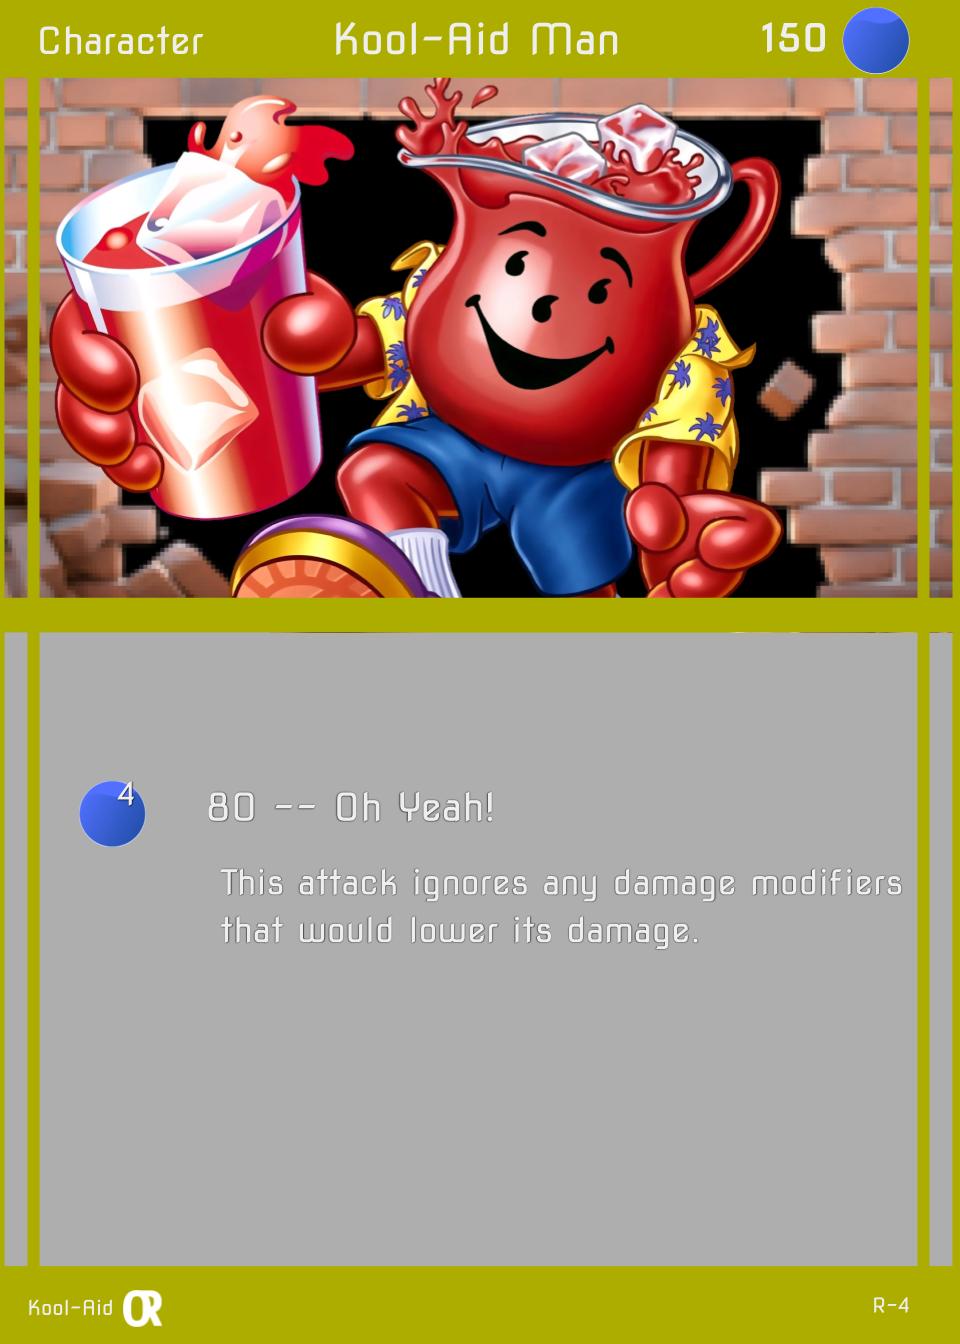 Character Kool-Aid Man 150
4 80 -- Oh Yeah!
This attack ignores any damage modifiers
that would lower its damage.
Kool-Aid OR R-4